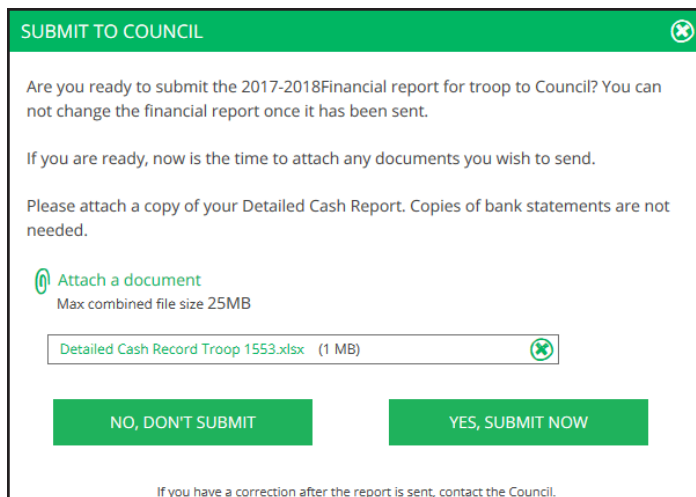 SUBMIT TO COUNCIL
Are you ready to submit the 2017-2018Financial report for troop to Council? You can
not change the financial report once it has been sent.
If you are ready, now is the time to attach any documents you wish to send.
Please attach a copy of your Detailed Cash Report. Copies of bank statements are not
needed.
Attach a document
Max combined file size 25MB
Detailed Cash Record Troop 1553.xlsx (1 MB)
NO, DON'T SUBMIT YES, SUBMIT NOW
If you have a correction after the report is sent, contact the Council.